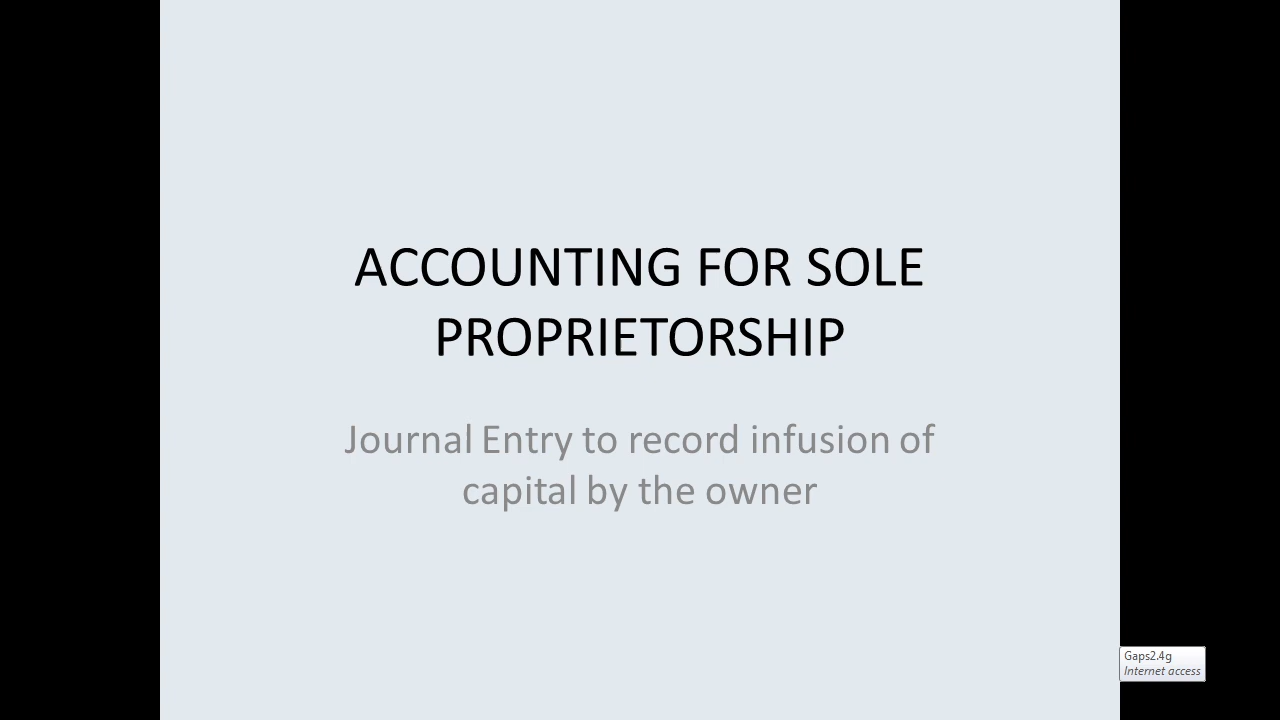 ACCOUNTING FOR SOLE
PROPRIETORSHIP
Journal Entry to record infusion of
capital by the owner
Gaps2.4g
Internet access